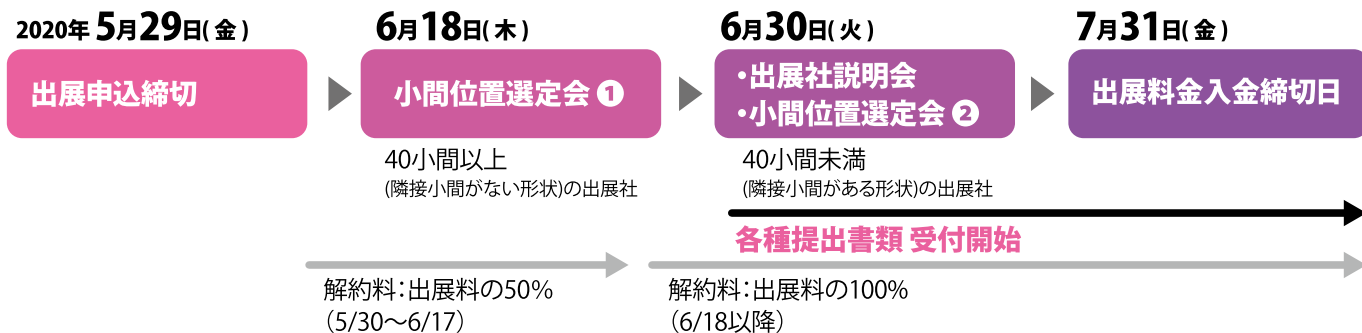 2020年 5月29日(金)
出展申込締切
6月18日(木)
小間位置選定会 ❶
40小間以上
(隣接小間がない形状)の出展社
6月30日(火)
・出展社説明会
・小間位置選定会 ❷
40小間未満
(隣接小間がある形状)の出展社
7月31日(金)
出展料金入金締切日
各種提出書類 受付開始
解約料：出展料の50%
（5/30～6/17）
解約料：出展料の100%
（6/18以降）